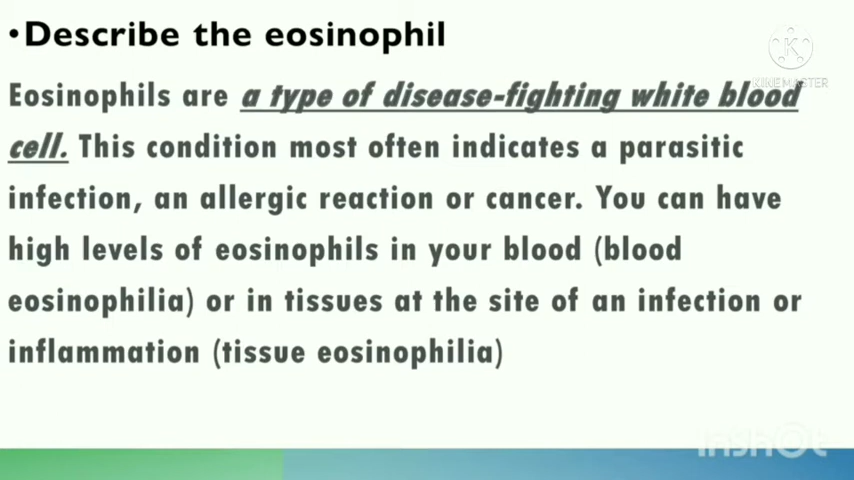 •Describe the eosinophil
KINEMASTER
Eosinophils are a type of disease-fighting white blood
cell. This condition most often indicates a parasitic
infection, an allergic reaction or cancer. You can have
high levels of eosinophils in your blood (blood
eosinophilia) or in tissues at the site of an infection or
inflammation (tissue eosinophilia)
INSHOT